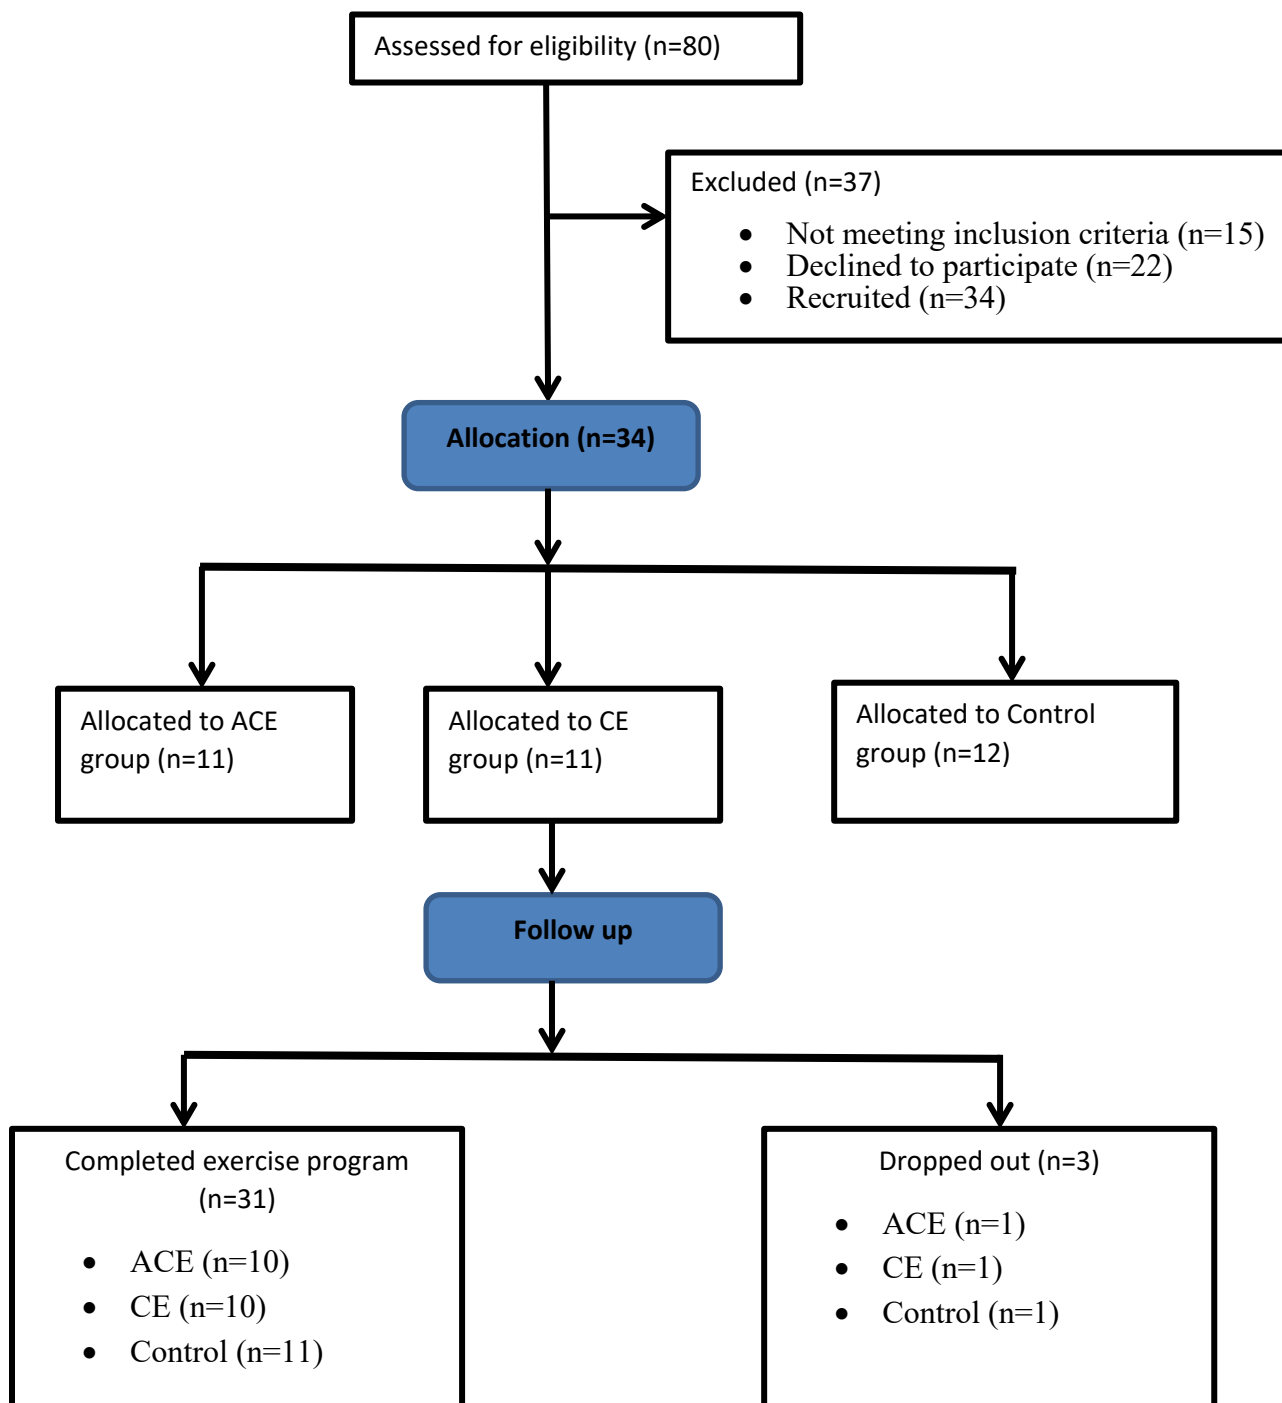 Assessed for eligibility (n=80)
Excluded (n=37)
• Not meeting inclusion criteria (n=15)
• Declined to participate (n=22)
• Recruited (n=34)
Allocation (n=34)
Allocated to ACE
group (n=11)
Allocated to CE
group (n=11)
Allocated to Control
group (n=12)
Follow up
Completed exercise program
(n=31)
• ACE (n=10)
• CE (n=10)
• Control (n=11)
Dropped out (n=3)
• ACE (n=1)
• CE (n=1)
• Control (n=1)